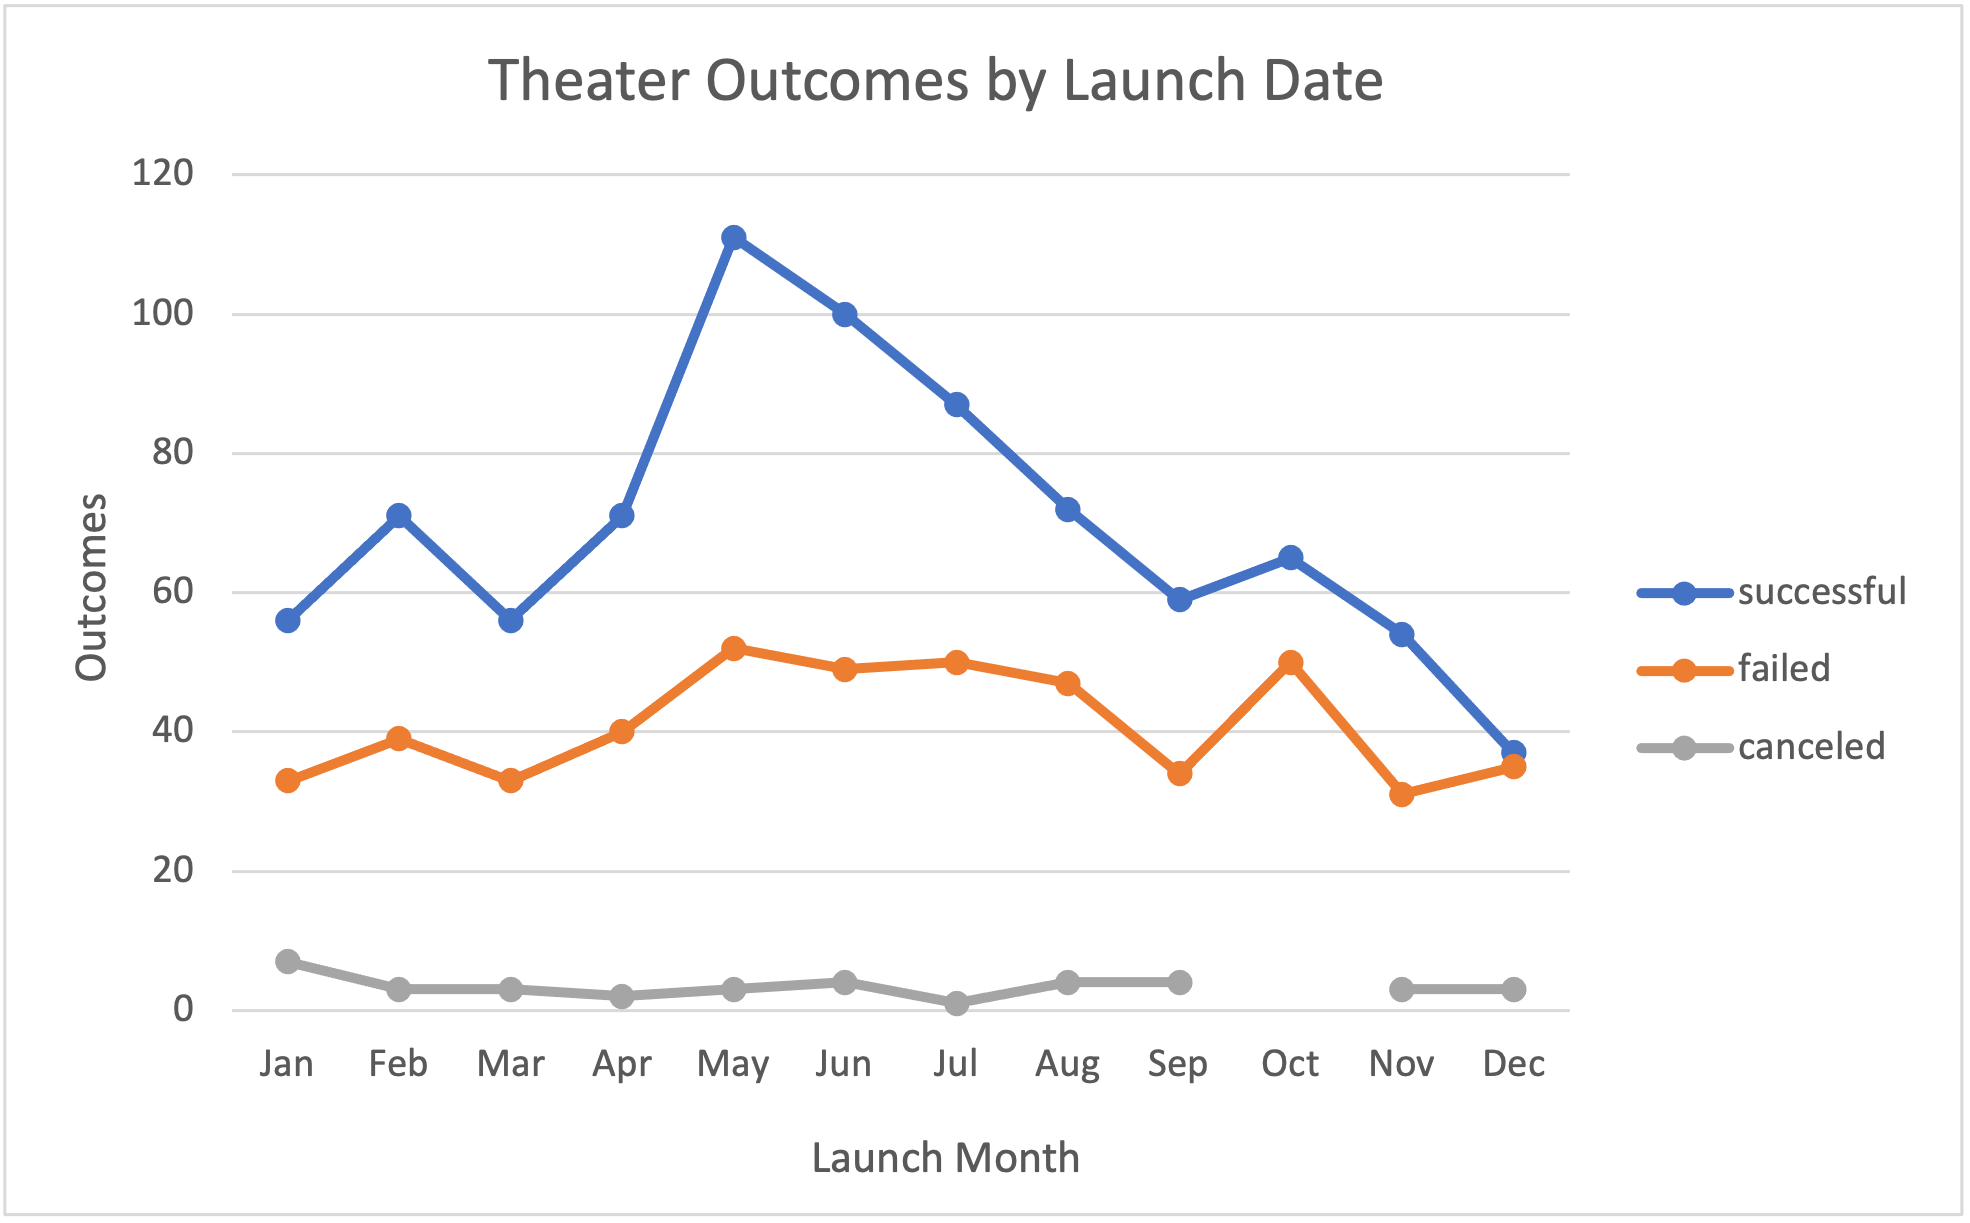 Theater Outcomes by Launch Date
120
100
80
60
40
20
0
Outcomes
Jan Feb Mar Apr May Jun Jul Aug Sep Oct Nov Dec
Launch Month
successful
failed
canceled